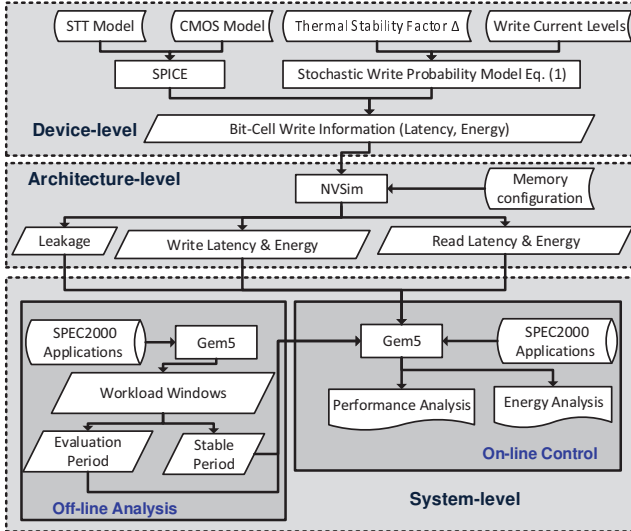 STT Model
CMOS Model
Thermal Stability Factor Δ
Write Current Levels
SPICE
Stochastic Write Probability Model Eq. (1)
Device-level
Bit-Cell Write Information (Latency, Energy)
Architecture-level
NVSim
Memory
configuration
Leakage
Write Latency & Energy
Read Latency & Energy
SPEC2000
Applications
Gem5
Workload Windows
Evaluation
Period
Stable
Period
Off-line Analysis
Gem5
SPEC2000
Applications
Performance Analysis
Energy Analysis
On-line Control
System-level